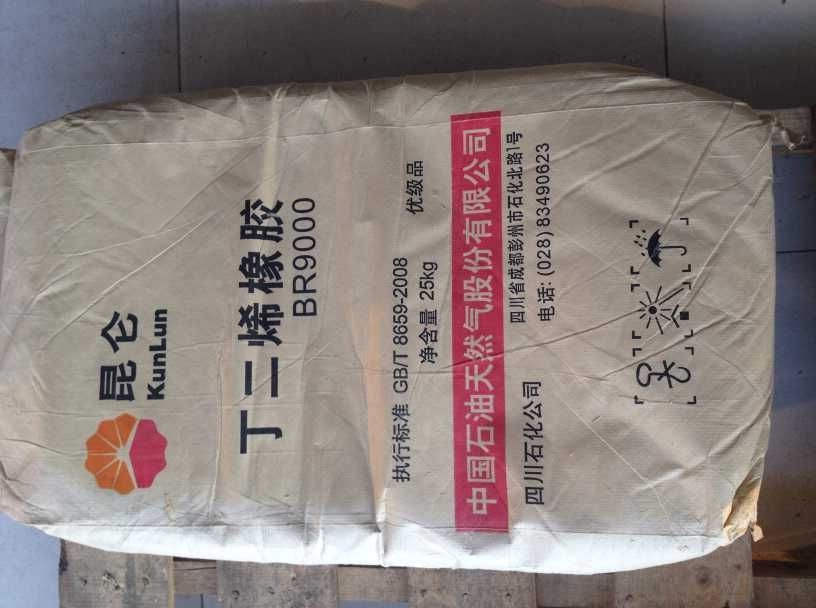 昆仑
KunLun
丁二烯橡胶
BR9000
执行标准 GB/T 8659-2008 优级品
净含量 25kg
中国石油天然气股份有限公司
四川石化公司 四川省成都彭州市石化北路1号
电话: (028) 83490623